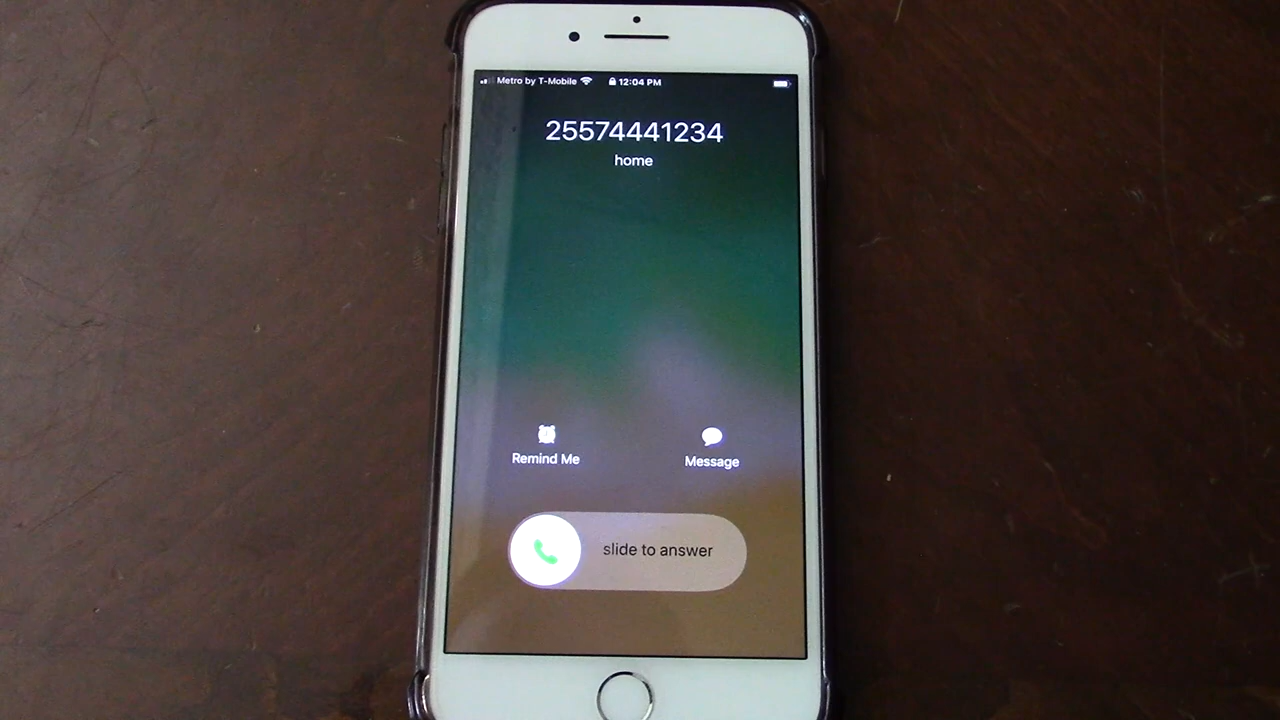 Metro by T-Mobile 12:04 PM
25574441234
home
Remind Me Message
slide to answer